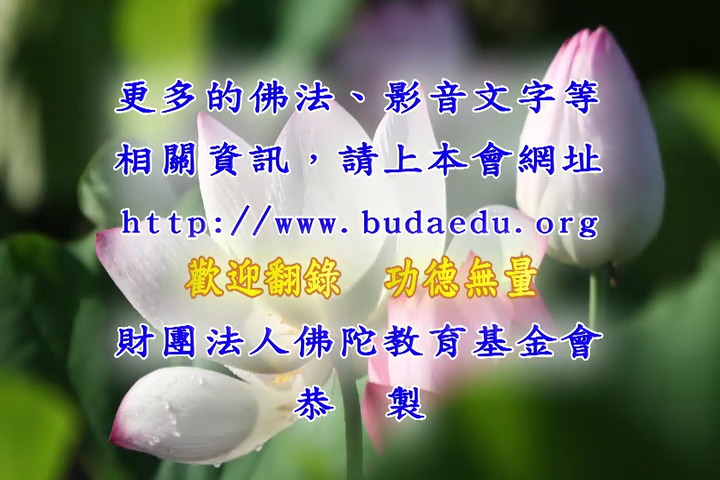 更多的佛法、影音文字等
相關資訊，請上本會網址
http://www.budaedu.org
歡迎翻錄　功德無量
財團法人佛陀教育基金會
恭　製